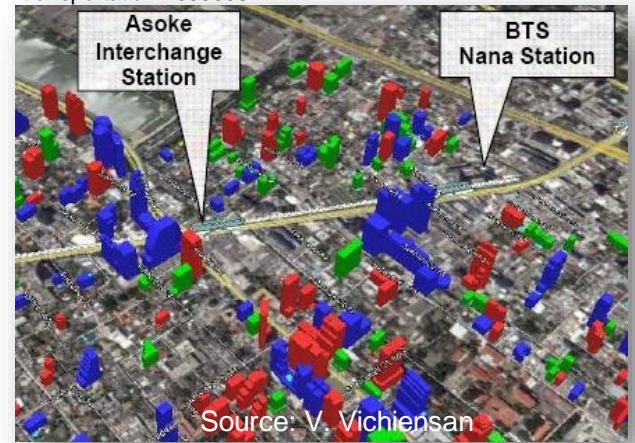 Asoke
Interchange
Station
BTS
Nana Station
Source: V. Vichiensan